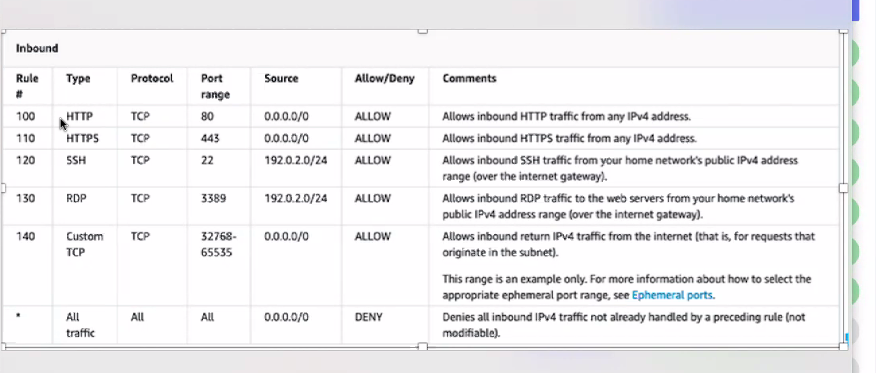 Inbound
Rule # Type Protocol Port range Source Allow/Deny Comments
100 HTTP TCP 80 0.0.0.0/0 ALLOW Allows inbound HTTP traffic from any IPv4 address.
110 HTTPS TCP 443 0.0.0.0/0 ALLOW Allows inbound HTTPS traffic from any IPv4 address.
120 SSH TCP 22 192.0.2.0/24 ALLOW Allows inbound SSH traffic from your home network's public IPv4 address
range (over the internet gateway).
130 RDP TCP 3389 192.0.2.0/24 ALLOW Allows inbound RDP traffic to the web servers from your home network's
public IPv4 address range (over the internet gateway).
140 Custom TCP TCP 32768-65535 0.0.0.0/0 ALLOW Allows inbound return IPv4 traffic from the internet (that is, for requests that
originate in the subnet).
This range is an example only. For more information about how to select the
appropriate ephemeral port range, see Ephemeral ports.
* All traffic All All 0.0.0.0/0 DENY Denies all inbound IPv4 traffic not already handled by a preceding rule (not
modifiable).